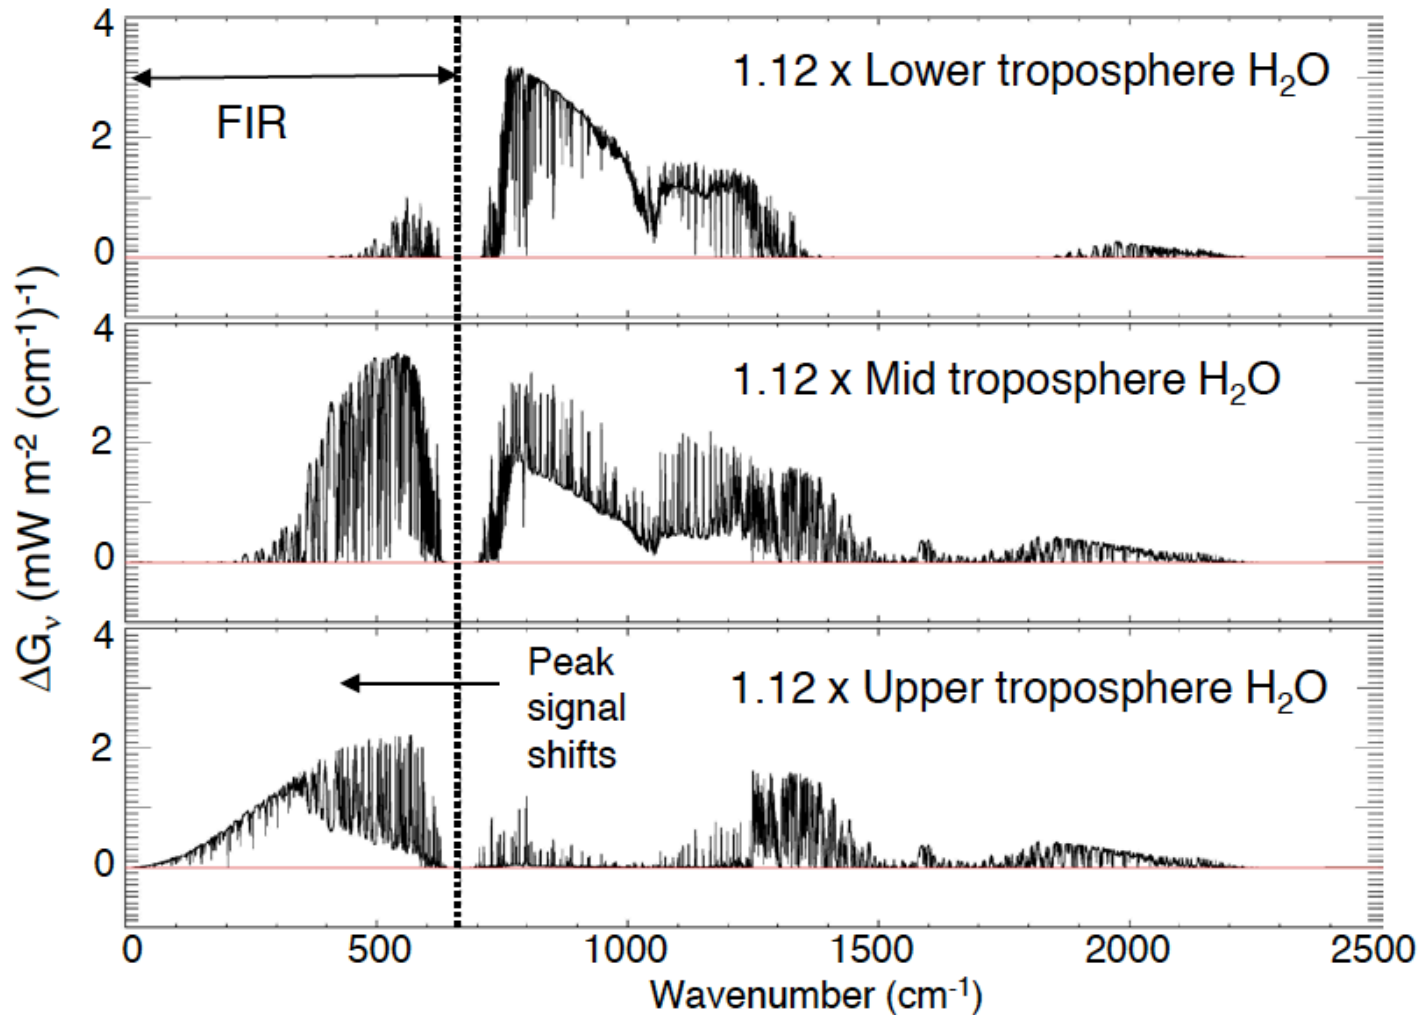 4
1.12 x Lower troposphere H₂O
FIR
2
0
4
1.12 x Mid troposphere H₂O
2
0
ΔGᵥ (mW m⁻² (cm⁻¹)⁻¹)
4
Peak
signal
shifts
1.12 x Upper troposphere H₂O
2
0
0 500 1000 1500 2000 2500
Wavenumber (cm⁻¹)